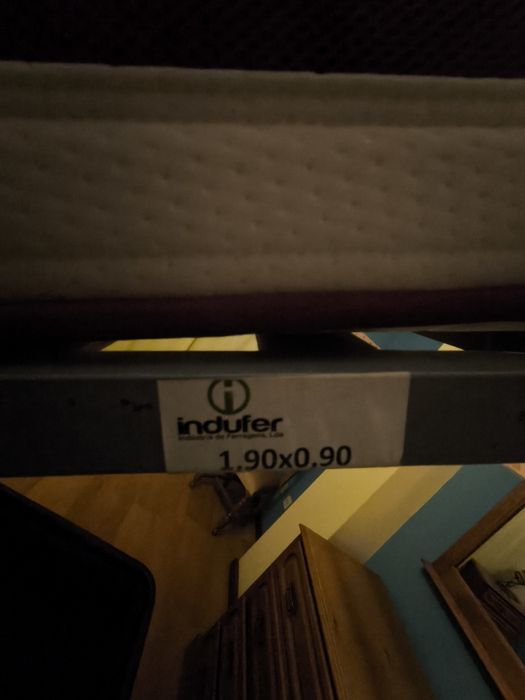 indufer
Indústria de Ferragens, Lda
1.90x0.90